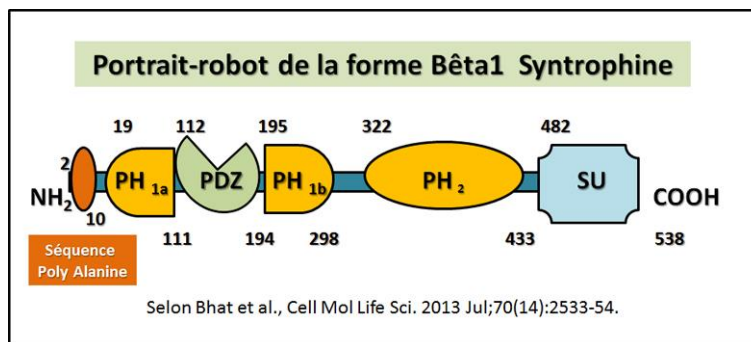 Portrait-robot de la forme Bêta1 Syntrophine
19 112 195 322 482
2
NH2 PH 1a PDZ PH 1b PH 2 SU COOH
10
111 194 298 433 538
Séquence
Poly Alanine
Selon Bhat et al., Cell Mol Life Sci. 2013 Jul;70(14):2533-54.